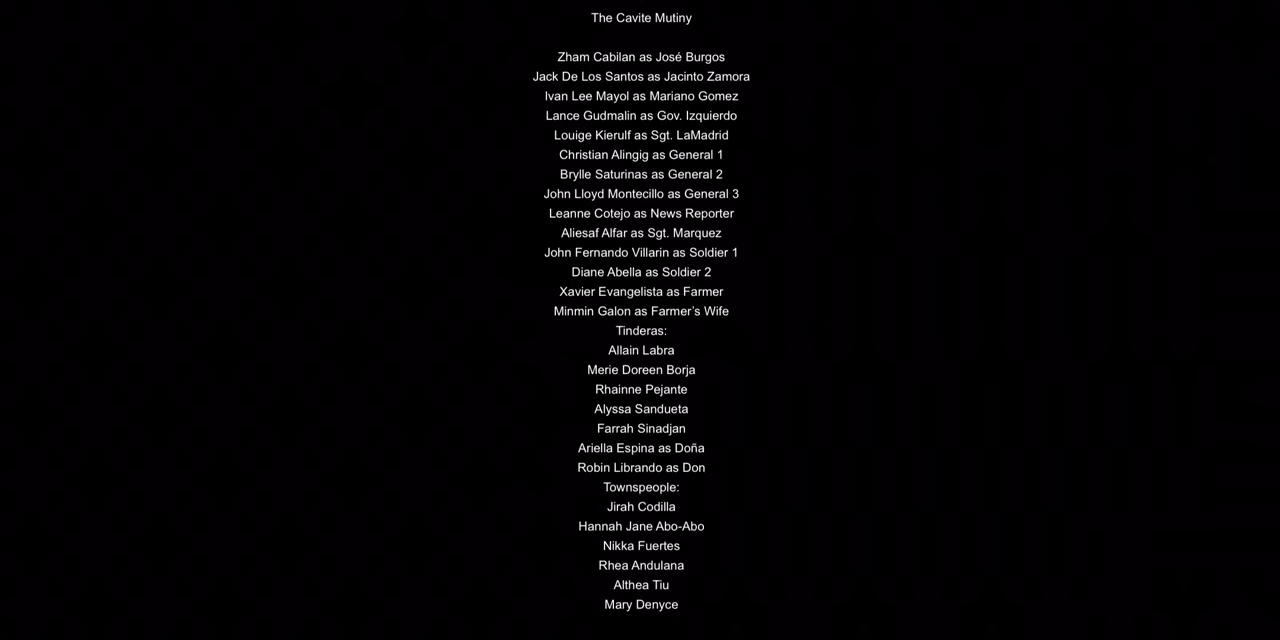 The Cavite Mutiny
Zham Cabilan as José Burgos
Jack De Los Santos as Jacinto Zamora
Ivan Lee Mayol as Mariano Gomez
Lance Gudmalin as Gov. Izquierdo
Louige Kierulf as Sgt. LaMadrid
Christian Alingig as General 1
Brylle Saturinas as General 2
John Lloyd Montecillo as General 3
Leanne Cotejo as News Reporter
Aliesaf Alfar as Sgt. Marquez
John Fernando Villarin as Soldier 1
Diane Abella as Soldier 2
Xavier Evangelista as Farmer
Minmin Galon as Farmer’s Wife
Tinderas:
Allain Labra
Merie Doreen Borja
Rhainne Pejante
Alyssa Sandueta
Farrah Sinadjan
Ariella Espina as Doña
Robin Librando as Don
Townspeople:
Jirah Codilla
Hannah Jane Abo-Abo
Nikka Fuertes
Rhea Andulana
Althea Tiu
Mary Denyce